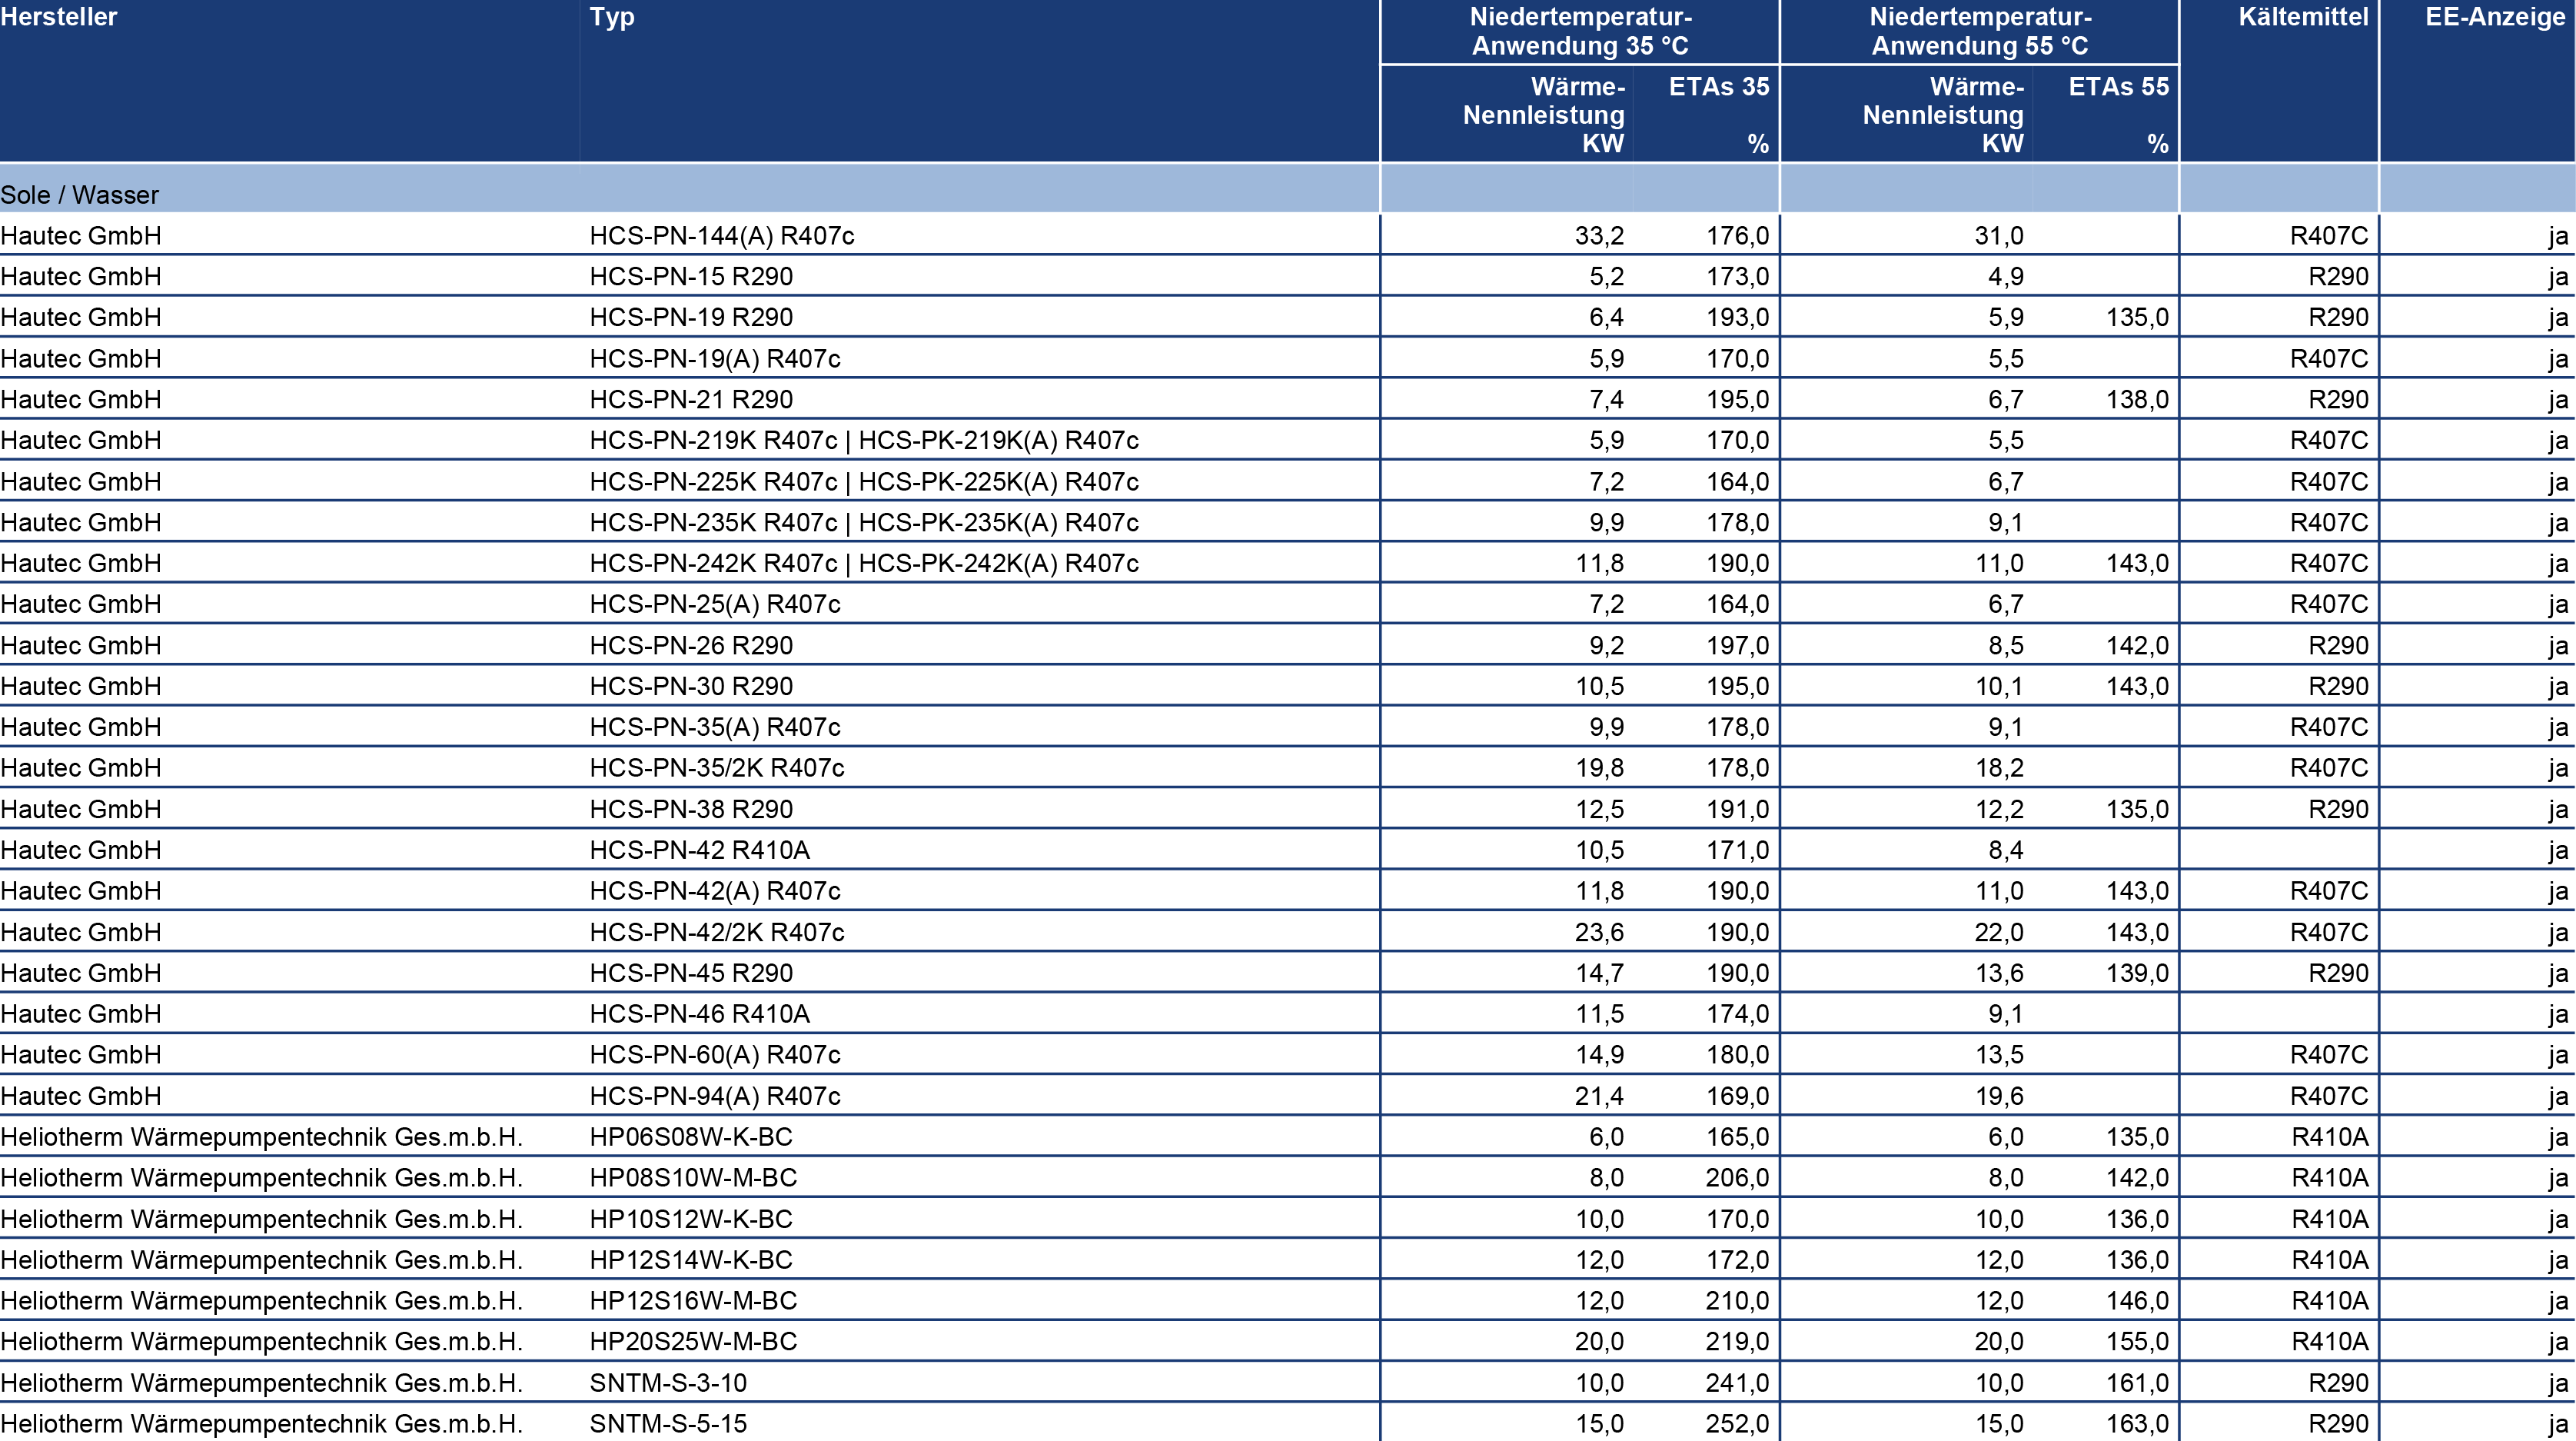 Hersteller Typ Niedertemperatur- Niedertemperatur- Kältemittel EE-Anzeige
Anwendung 35 °C Anwendung 55 °C
Wärme- ETAs 35 Wärme- ETAs 55
Nennleistung Nennleistung
KW % KW %
Sole / Wasser
Hautec GmbH HCS-PN-144(A) R407c 33,2 176,0 31,0 R407C ja
Hautec GmbH HCS-PN-15 R290 5,2 173,0 4,9 R290 ja
Hautec GmbH HCS-PN-19 R290 6,4 193,0 5,9 135,0 R290 ja
Hautec GmbH HCS-PN-19(A) R407c 5,9 170,0 5,5 R407C ja
Hautec GmbH HCS-PN-21 R290 7,4 195,0 6,7 138,0 R290 ja
Hautec GmbH HCS-PN-219K R407c | HCS-PK-219K(A) R407c 5,9 170,0 5,5 R407C ja
Hautec GmbH HCS-PN-225K R407c | HCS-PK-225K(A) R407c 7,2 164,0 6,7 R407C ja
Hautec GmbH HCS-PN-235K R407c | HCS-PK-235K(A) R407c 9,9 178,0 9,1 R407C ja
Hautec GmbH HCS-PN-242K R407c | HCS-PK-242K(A) R407c 11,8 190,0 11,0 143,0 R407C ja
Hautec GmbH HCS-PN-25(A) R407c 7,2 164,0 6,7 R407C ja
Hautec GmbH HCS-PN-26 R290 9,2 197,0 8,5 142,0 R290 ja
Hautec GmbH HCS-PN-30 R290 10,5 195,0 10,1 143,0 R290 ja
Hautec GmbH HCS-PN-35(A) R407c 9,9 178,0 9,1 R407C ja
Hautec GmbH HCS-PN-35/2K R407c 19,8 178,0 18,2 R407C ja
Hautec GmbH HCS-PN-38 R290 12,5 191,0 12,2 135,0 R290 ja
Hautec GmbH HCS-PN-42 R410A 10,5 171,0 8,4 ja
Hautec GmbH HCS-PN-42(A) R407c 11,8 190,0 11,0 143,0 R407C ja
Hautec GmbH HCS-PN-42/2K R407c 23,6 190,0 22,0 143,0 R407C ja
Hautec GmbH HCS-PN-45 R290 14,7 190,0 13,6 139,0 R290 ja
Hautec GmbH HCS-PN-46 R410A 11,5 174,0 9,1 ja
Hautec GmbH HCS-PN-60(A) R407c 14,9 180,0 13,5 R407C ja
Hautec GmbH HCS-PN-94(A) R407c 21,4 169,0 19,6 R407C ja
Heliotherm Wärmepumpentechnik Ges.m.b.H. HP06S08W-K-BC 6,0 165,0 6,0 135,0 R410A ja
Heliotherm Wärmepumpentechnik Ges.m.b.H. HP08S10W-M-BC 8,0 206,0 8,0 142,0 R410A ja
Heliotherm Wärmepumpentechnik Ges.m.b.H. HP10S12W-K-BC 10,0 170,0 10,0 136,0 R410A ja
Heliotherm Wärmepumpentechnik Ges.m.b.H. HP12S14W-K-BC 12,0 172,0 12,0 136,0 R410A ja
Heliotherm Wärmepumpentechnik Ges.m.b.H. HP12S16W-M-BC 12,0 210,0 12,0 146,0 R410A ja
Heliotherm Wärmepumpentechnik Ges.m.b.H. HP20S25W-M-BC 20,0 219,0 20,0 155,0 R410A ja
Heliotherm Wärmepumpentechnik Ges.m.b.H. SNTM-S-3-10 10,0 241,0 10,0 161,0 R290 ja
Heliotherm Wärmepumpentechnik Ges.m.b.H. SNTM-S-5-15 15,0 252,0 15,0 163,0 R290 ja